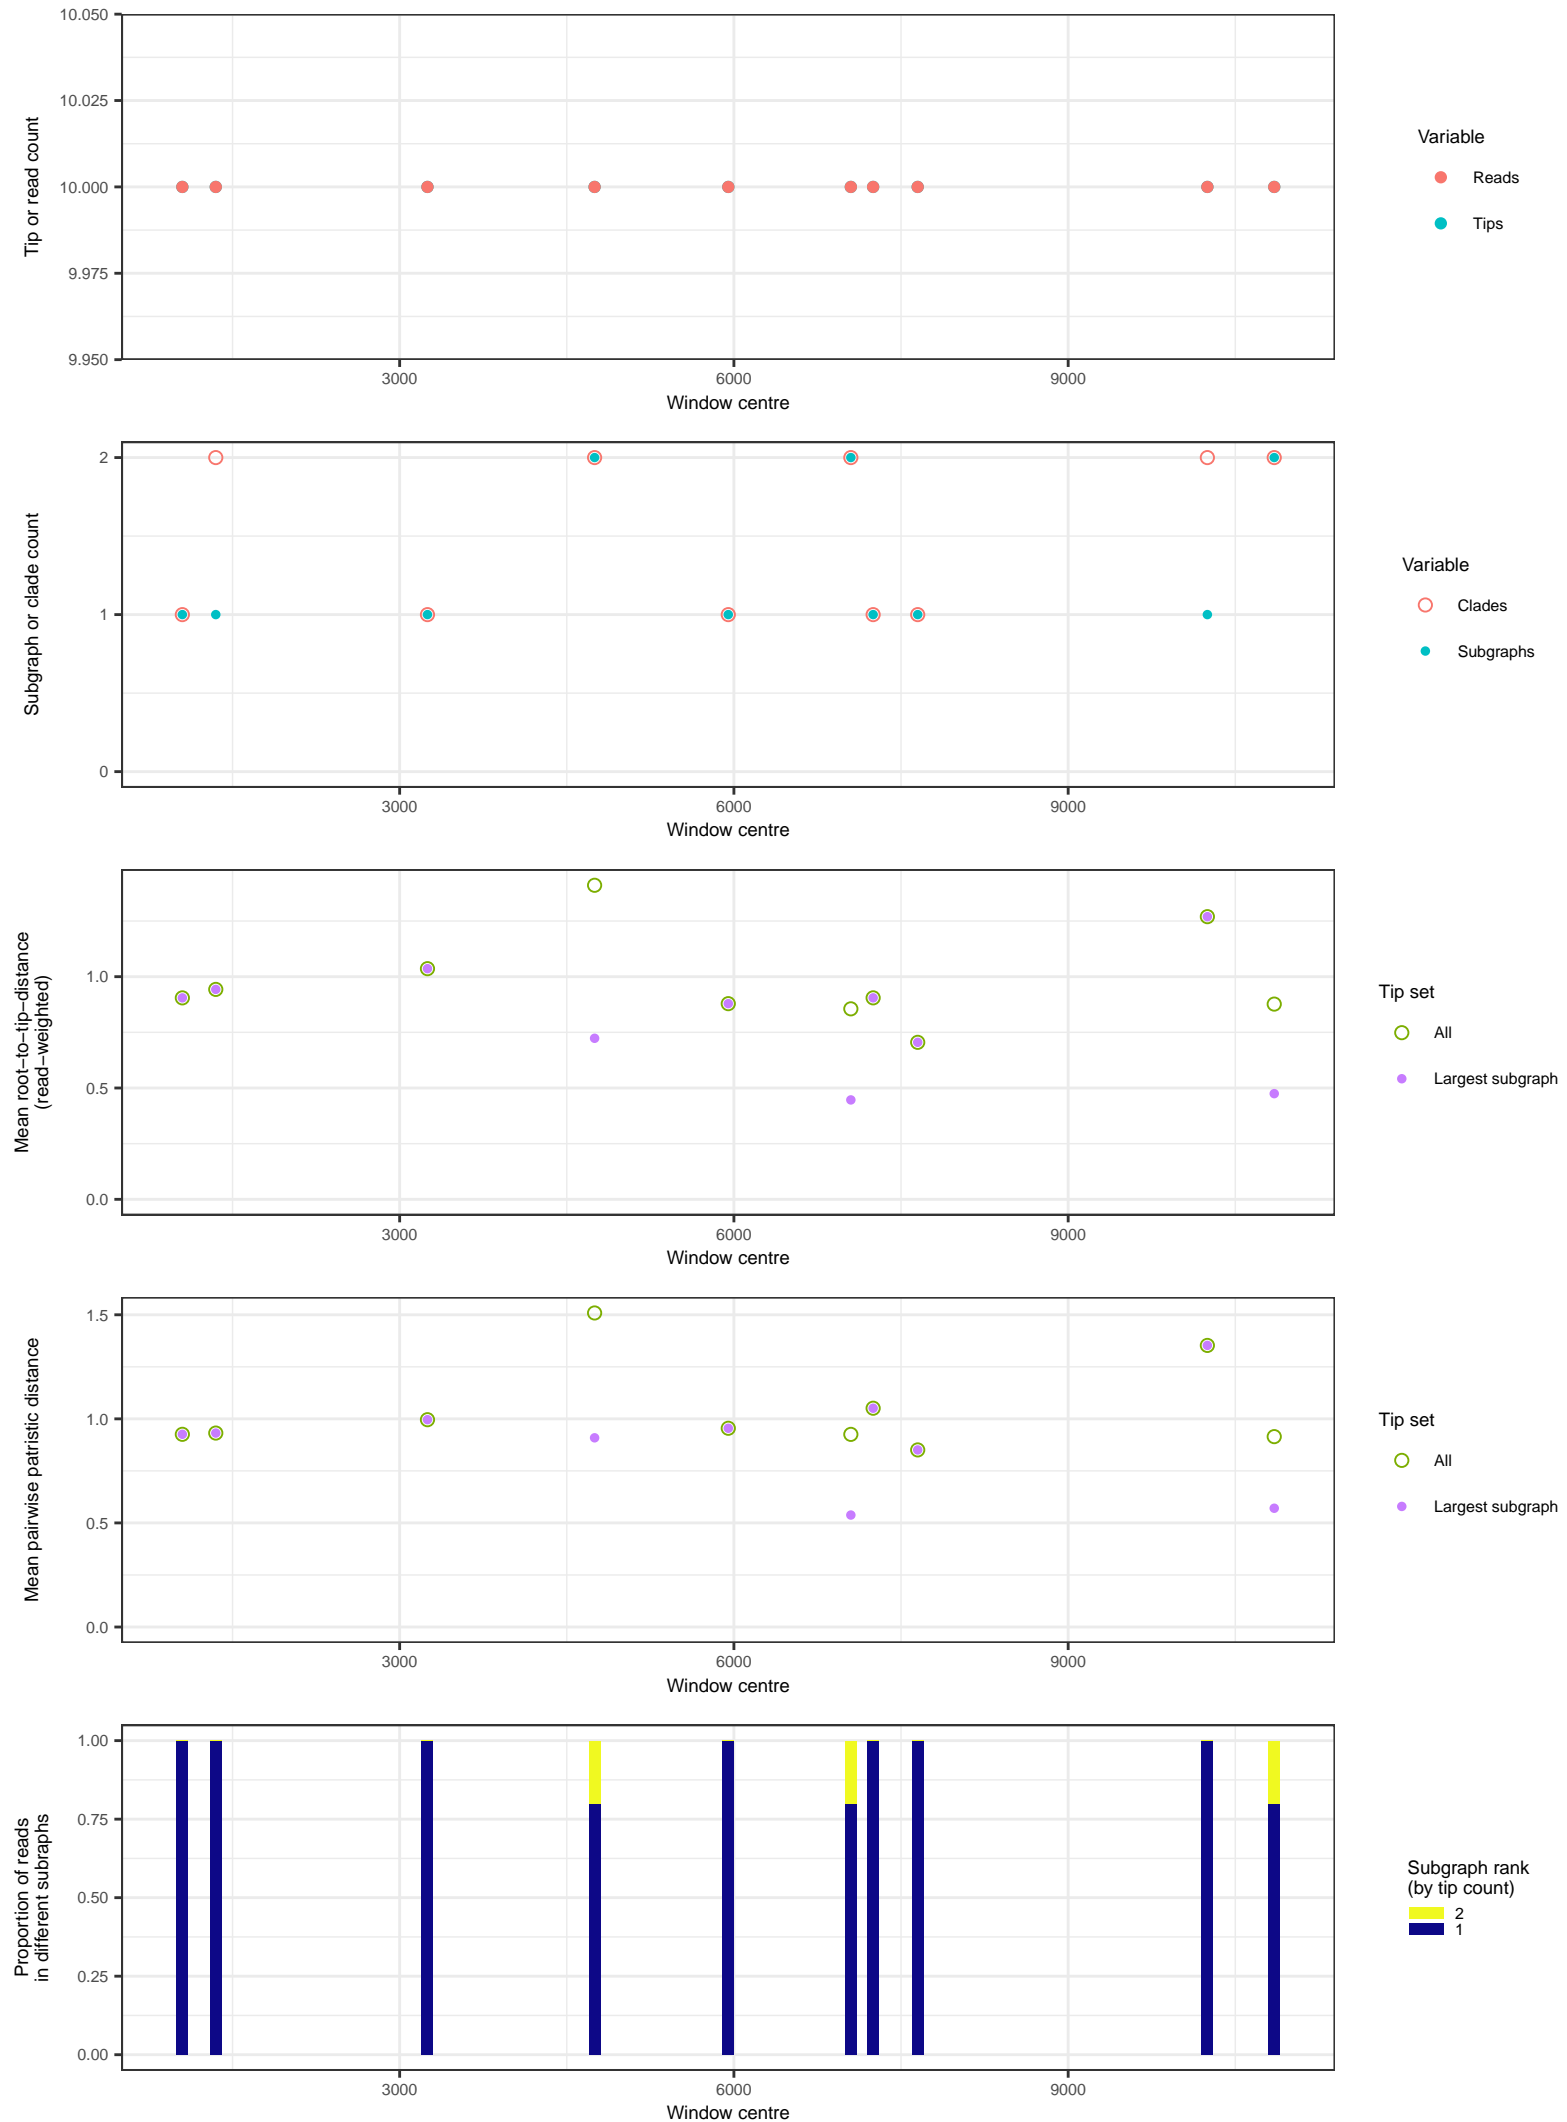 10.050
10.025
10.000
9.975
9.950
Tip or read count
3000
6000
9000
Window centre
Variable
Reads
Tips
2
1
0
Subgraph or clade count
3000
6000
9000
Window centre
Variable
Clades
Subgraphs
1.0
0.5
0.0
Mean root−to−tip−distance
(read−weighted)
3000
6000
9000
Window centre
Tip set
All
Largest subgraph
1.5
1.0
0.5
0.0
Mean pairwise patristic distance
3000
6000
9000
Window centre
Tip set
All
Largest subgraph
1.00
0.75
0.50
0.25
0.00
Proportion of reads
in different subraphs
3000
6000
9000
Window centre
Subgraph rank
(by tip count)
2
1